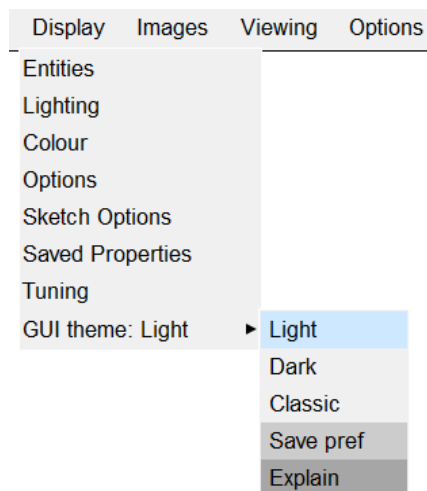 Display Images Viewing Options
Entities
Lighting
Colour
Options
Sketch Options
Saved Properties
Tuning
GUI theme: Light
Light
Dark
Classic
Save pref
Explain